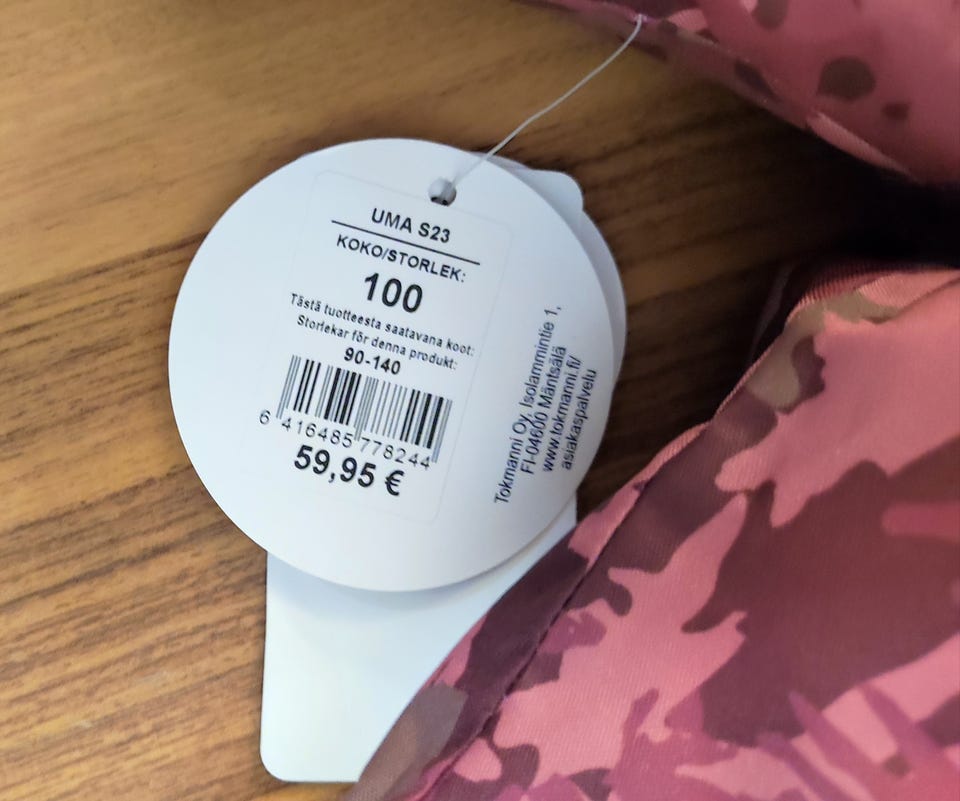 UMA S23
KOKO/STORLEK:
100
Tästä tuotteesta saatavana koot:
Storlekar för denna produkt:
90-140
6 416485 778244
59,95 €
Tokmanni Oy, Isolammintie 1,
FI-04600 Mäntsälä
www.tokmanni.fi/
asiakaspalvelu